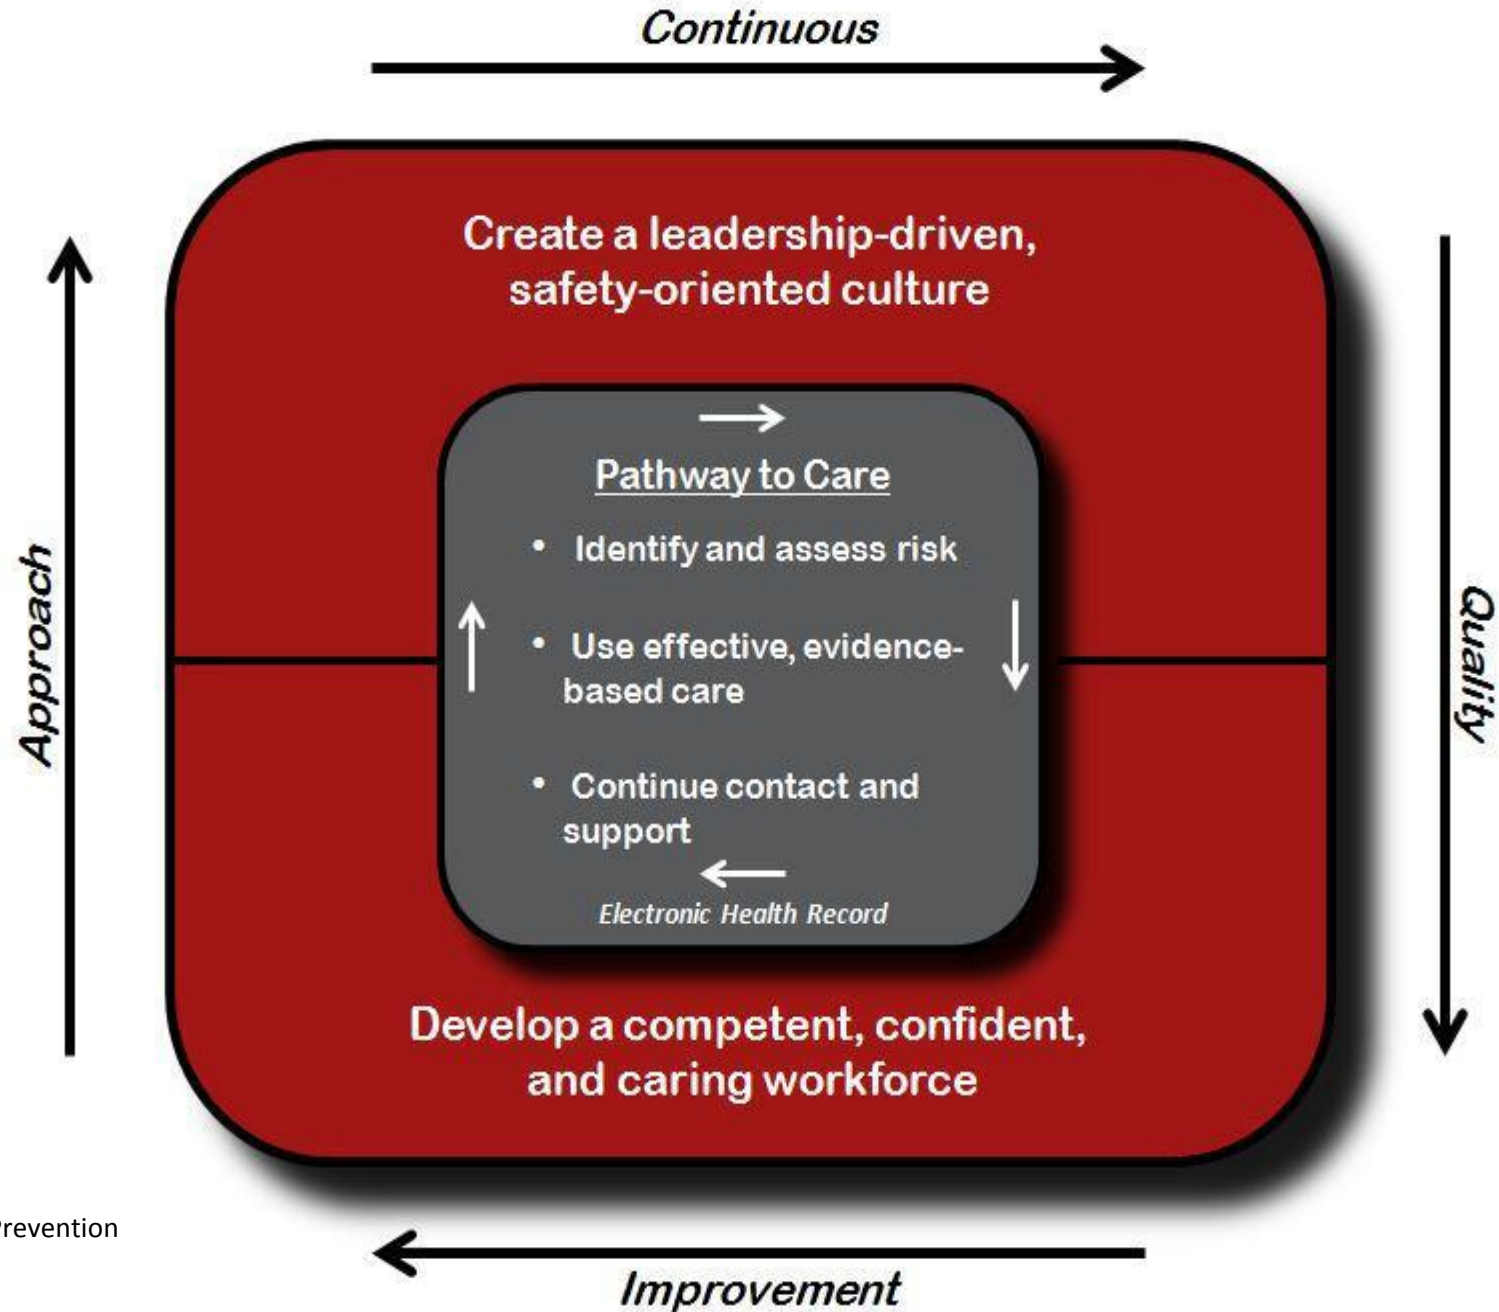 Continuous
Create a leadership-driven,
safety-oriented culture
Pathway to Care
• Identify and assess risk
• Use effective, evidence-
based care
• Continue contact and
support
Electronic Health Record
Approach
Quality
Develop a competent, confident,
and caring workforce
Prevention
Improvement